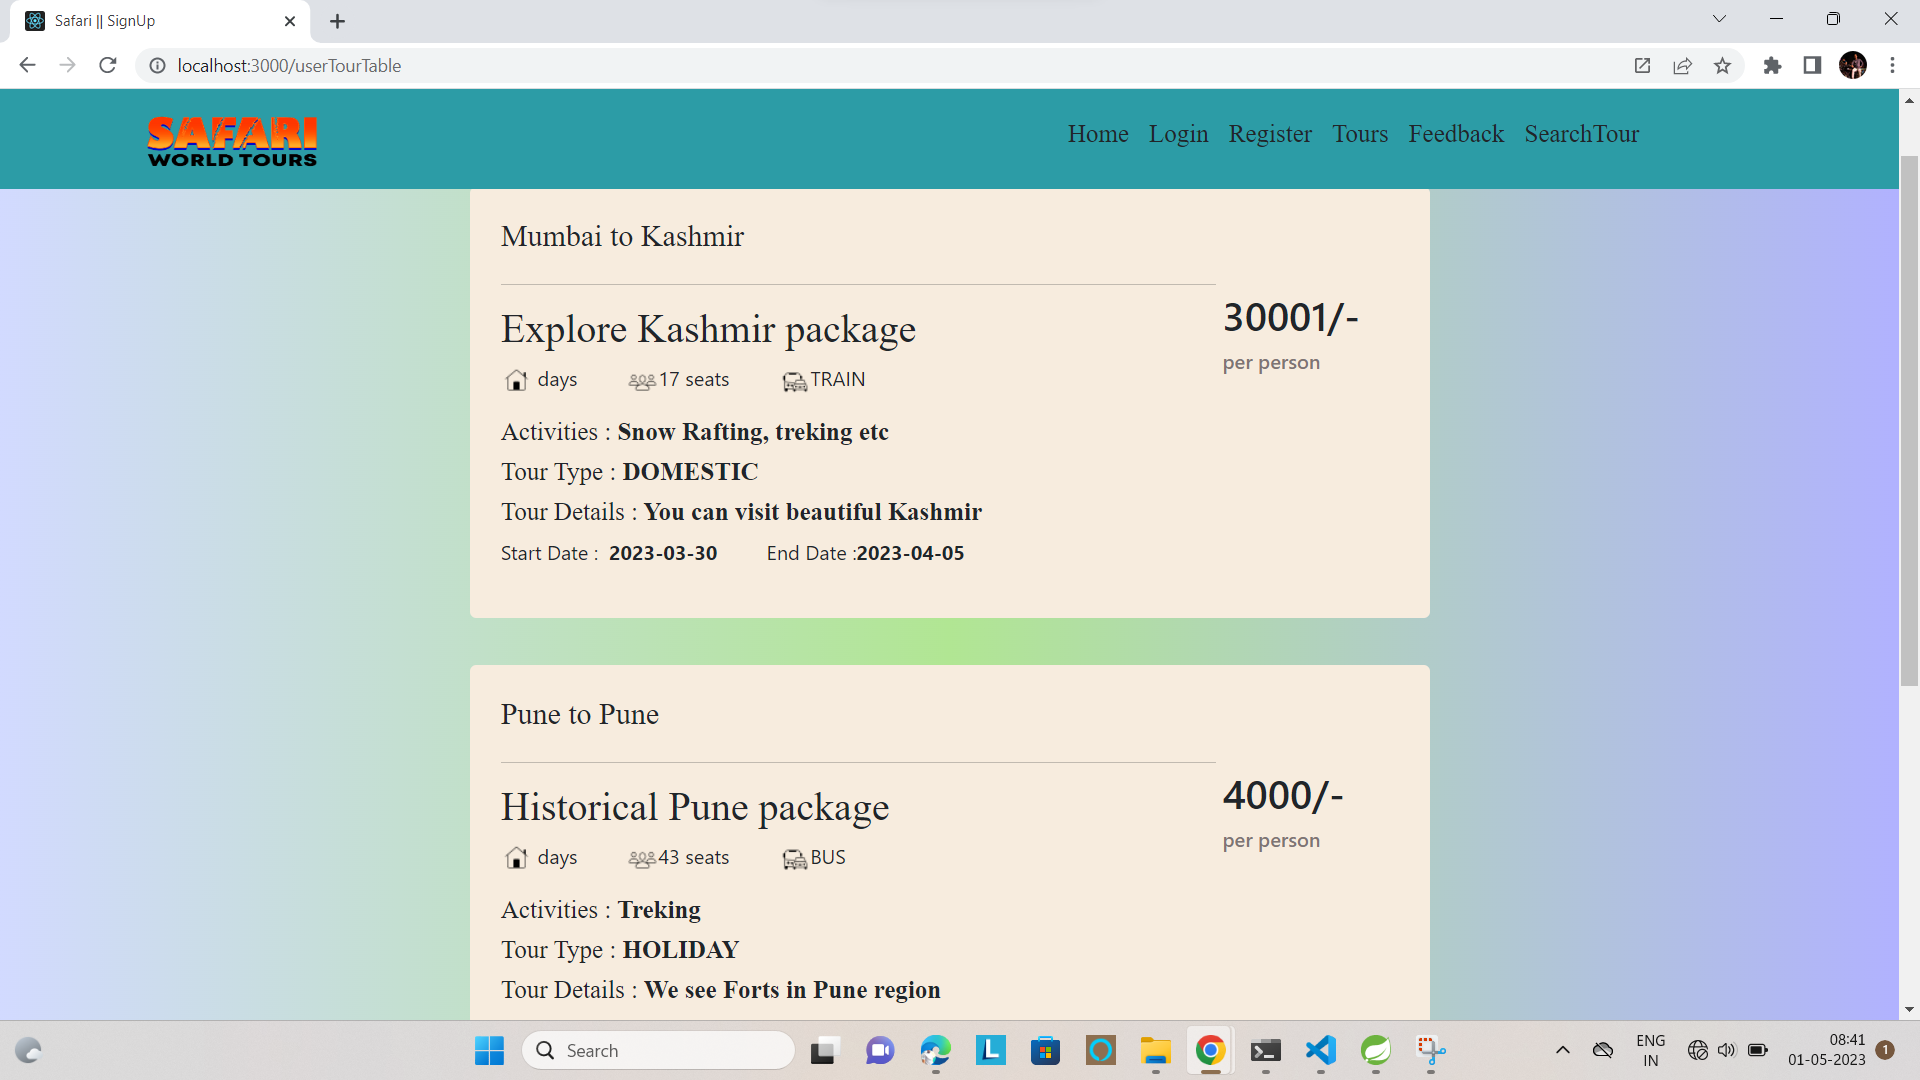 Safari || SignUp
localhost:3000/userTourTable
SAFARI
WORLD TOURS
Home Login Register Tours Feedback SearchTour
Mumbai to Kashmir
Explore Kashmir package
30001/-
per person
days 17 seats TRAIN
Activities : Snow Rafting, treking etc
Tour Type : DOMESTIC
Tour Details : You can visit beautiful Kashmir
Start Date : 2023-03-30 End Date :2023-04-05
Pune to Pune
Historical Pune package
4000/-
per person
days 43 seats BUS
Activities : Treking
Tour Type : HOLIDAY
Tour Details : We see Forts in Pune region
Search
L
ENG
IN
08:41
01-05-2023
1